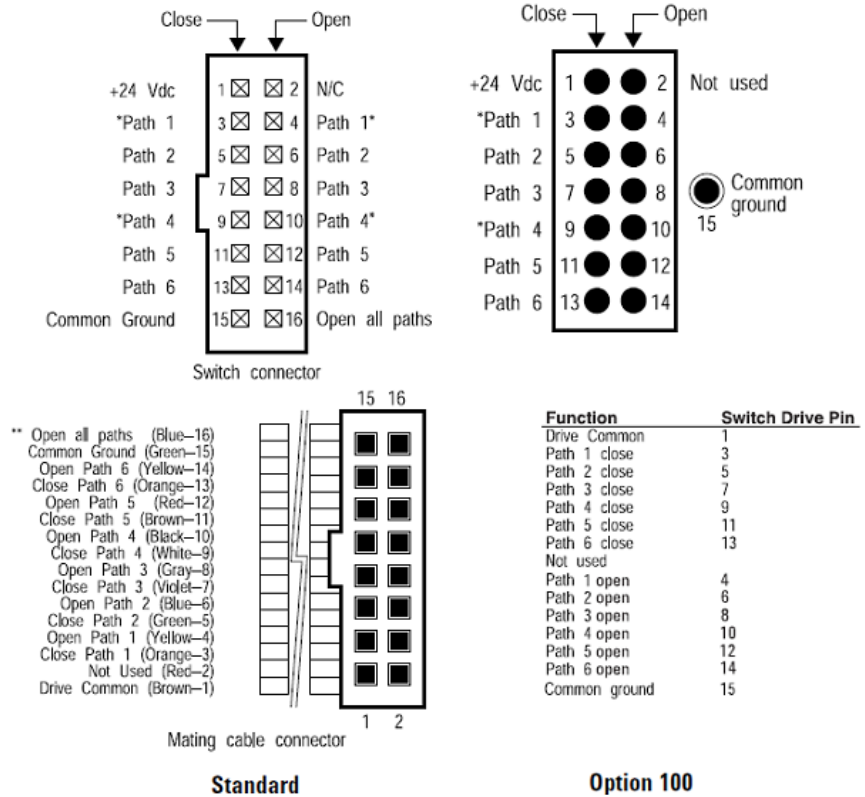 Close Open
+24 Vdc 1 2 N/C
*Path 1 3 4 Path 1*
Path 2 5 6 Path 2
Path 3 7 8 Path 3
*Path 4 9 10 Path 4*
Path 5 11 12 Path 5
Path 6 13 14 Path 6
Common Ground 15 16 Open all paths
Switch connector
Close Open
+24 Vdc 1 2 Not used
*Path 1 3 4
Path 2 5 6
Path 3 7 8
*Path 4 9 10
Path 5 11 12
Path 6 13 14
Common
ground
15
15 16
** Open all paths (Blue–16)
Common Ground (Green–15)
Open Path 6 (Yellow–14)
Close Path 6 (Orange–13)
Open Path 5 (Red–12)
Close Path 5 (Brown–11)
Open Path 4 (Black–10)
Close Path 4 (White–9)
Open Path 3 (Gray–8)
Close Path 3 (Violet–7)
Open Path 2 (Blue–6)
Close Path 2 (Green–5)
Open Path 1 (Yellow–4)
Close Path 1 (Orange–3)
Not Used (Red–2)
Drive Common (Brown–1)
1 2
Mating cable connector
Standard
Function Switch Drive Pin
Drive Common 1
Path 1 close 3
Path 2 close 5
Path 3 close 7
Path 4 close 9
Path 5 close 11
Path 6 close 13
Not used
Path 1 open 4
Path 2 open 6
Path 3 open 8
Path 4 open 10
Path 5 open 12
Path 6 open 14
Common ground 15
Option 100